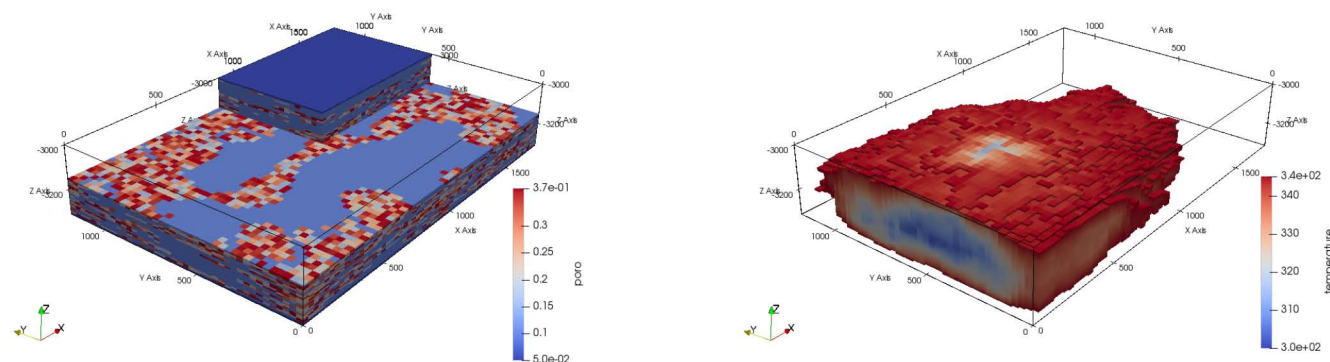 Y Axis
X Axis
1000
1500
Y Axis
X Axis
1000
500
-3000
-3000
500
0
0
-3000
Z Axis
-3200
Z Axis
-3200
1500
1000
X Axis
1000
500
Y Axis
500
0 0
3.7e-01
0.3
0.25
0.2
0.15
0.1
5.0e-02
poro
Z
Y
X
Y Axis
1000
1500
X Axis
1000
500
500
0
0
-3000
Z Axis
-3200
-3000
Z Axis
-3200
1500
1000
X Axis
500
1000
Y Axis
500
0 0
3.4e+02
340
330
320
310
3.0e+02
temperature
Z
Y
X